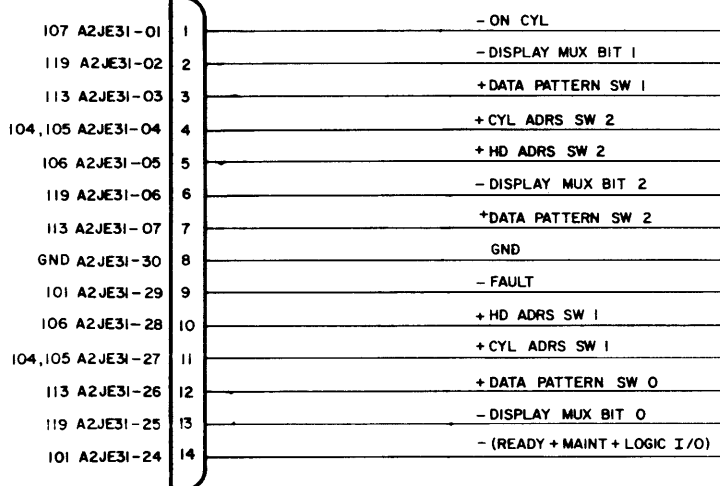 107 A2JE31-01 1 - ON CYL
119 A2JE31-02 2 - DISPLAY MUX BIT 1
113 A2JE31-03 3 + DATA PATTERN SW 1
104,105 A2JE31-04 4 + CYL ADRS SW 2
106 A2JE31-05 5 + HD ADRS SW 2
119 A2JE31-06 6 - DISPLAY MUX BIT 2
113 A2JE31-07 7 + DATA PATTERN SW 2
GND A2JE31-30 8 GND
101 A2JE31-29 9 - FAULT
106 A2JE31-28 10 + HD ADRS SW 1
104,105 A2JE31-27 11 + CYL ADRS SW 1
113 A2JE31-26 12 + DATA PATTERN SW 0
119 A2JE31-25 13 - DISPLAY MUX BIT 0
101 A2JE31-24 14 - (READY + MAINT + LOGIC I/O)